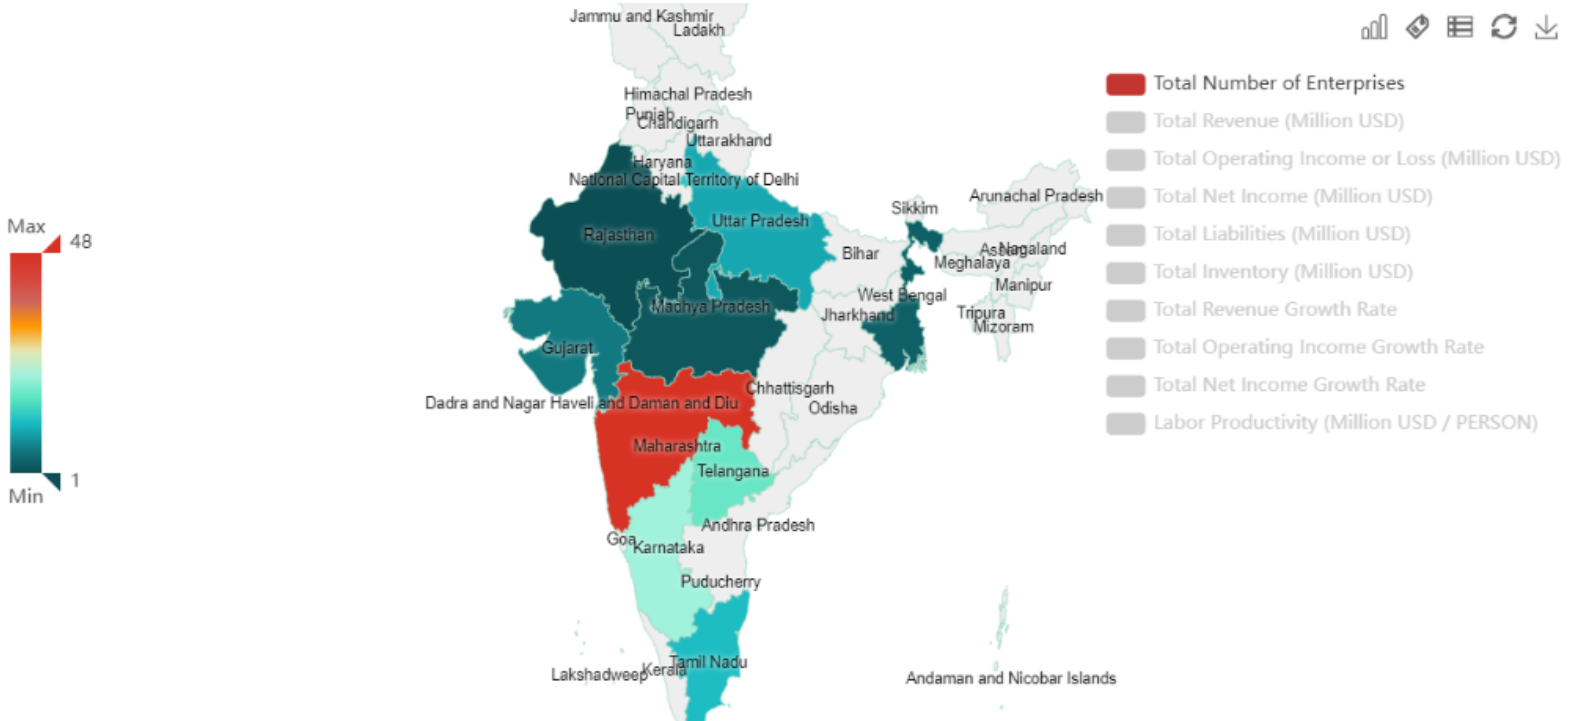 Jammu and Kashmir
Ladakh
Himachal Pradesh
Punjab
Chandigarh
Uttarakhand
Haryana
National Capital Territory of Delhi
Rajasthan
Uttar Pradesh
Sikkim
Arunachal Pradesh
Bihar
Nagaland
Meghalaya
Manipur
West Bengal
Madhya Pradesh
Jharkhand
Tripura
Mizoram
Gujarat
Chhattisgarh
Dadra and Nagar Haveli and Daman and Diu
Odisha
Maharashtra
Telangana
Andhra Pradesh
Goa
Karnataka
Puducherry
Tamil Nadu
Kerala
Lakshadweep
Andaman and Nicobar Islands
Max
48
1
Min
Total Number of Enterprises
Total Revenue (Million USD)
Total Operating Income or Loss (Million USD)
Total Net Income (Million USD)
Total Liabilities (Million USD)
Total Inventory (Million USD)
Total Revenue Growth Rate
Total Operating Income Growth Rate
Total Net Income Growth Rate
Labor Productivity (Million USD / PERSON)